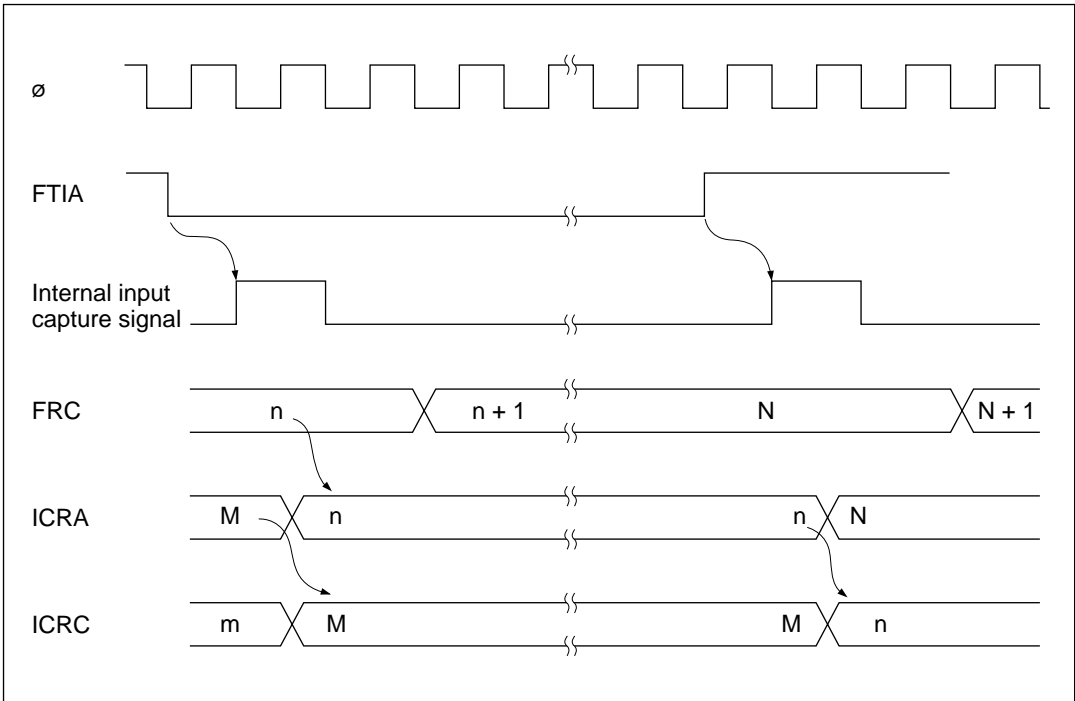 ø
FTIA
Internal input
capture signal
FRC n n + 1 N N + 1
ICRA M n n N
ICRC m M M n